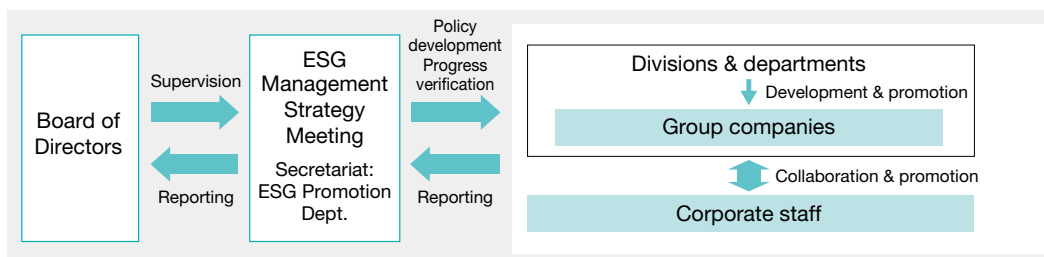 Board of
Directors
Supervision
Reporting
ESG
Management
Strategy
Meeting
Secretariat:
ESG Promotion
Dept.
Policy
development
Progress
verification
Reporting
Divisions & departments
Development & promotion
Group companies
Collaboration & promotion
Corporate staff